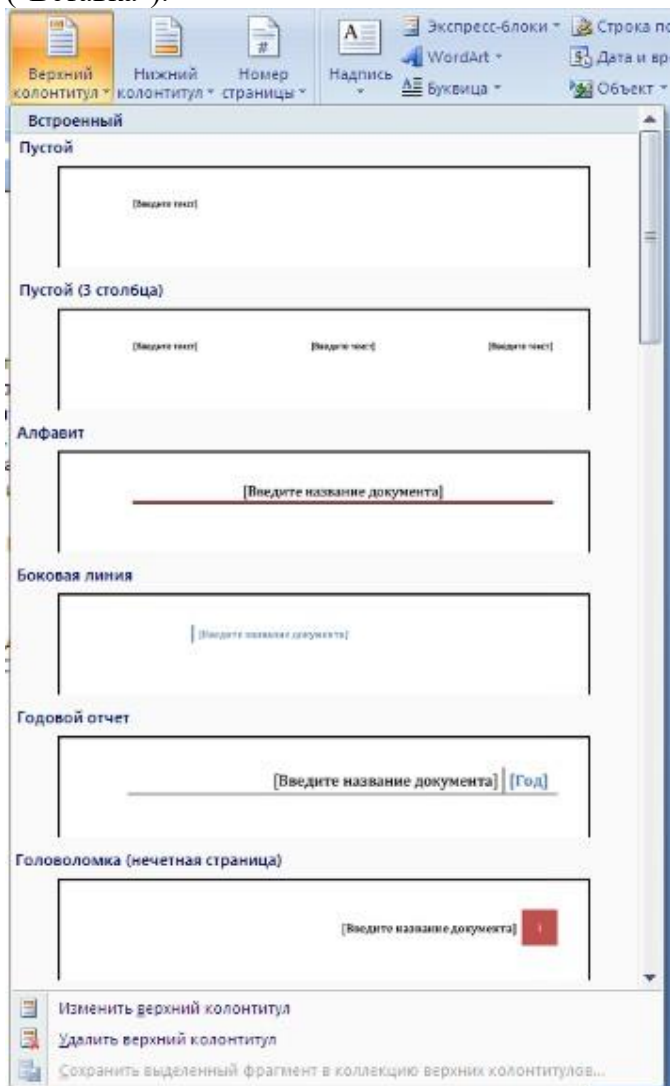 ("Вставка").
Верхний колонтитул
Нижний колонтитул
Номер страницы
Надпись
Экспресс-блоки
WordArt
Буквица
Строка по
Дата и вр
Объект
Встроенный
Пустой
[Введите текст]
Пустой (3 столбца)
[Введите текст] [Введите текст] [Введите текст]
Алфавит
[Введите название документа]
Боковая линия
[Введите название документа]
Годовой отчет
[Введите название документа] [Год]
Головоломка (нечетная страница)
[Введите название документа] 1
Изменить верхний колонтитул
Удалить верхний колонтитул
Сохранить выделенный фрагмент в коллекцию верхних колонтитулов...